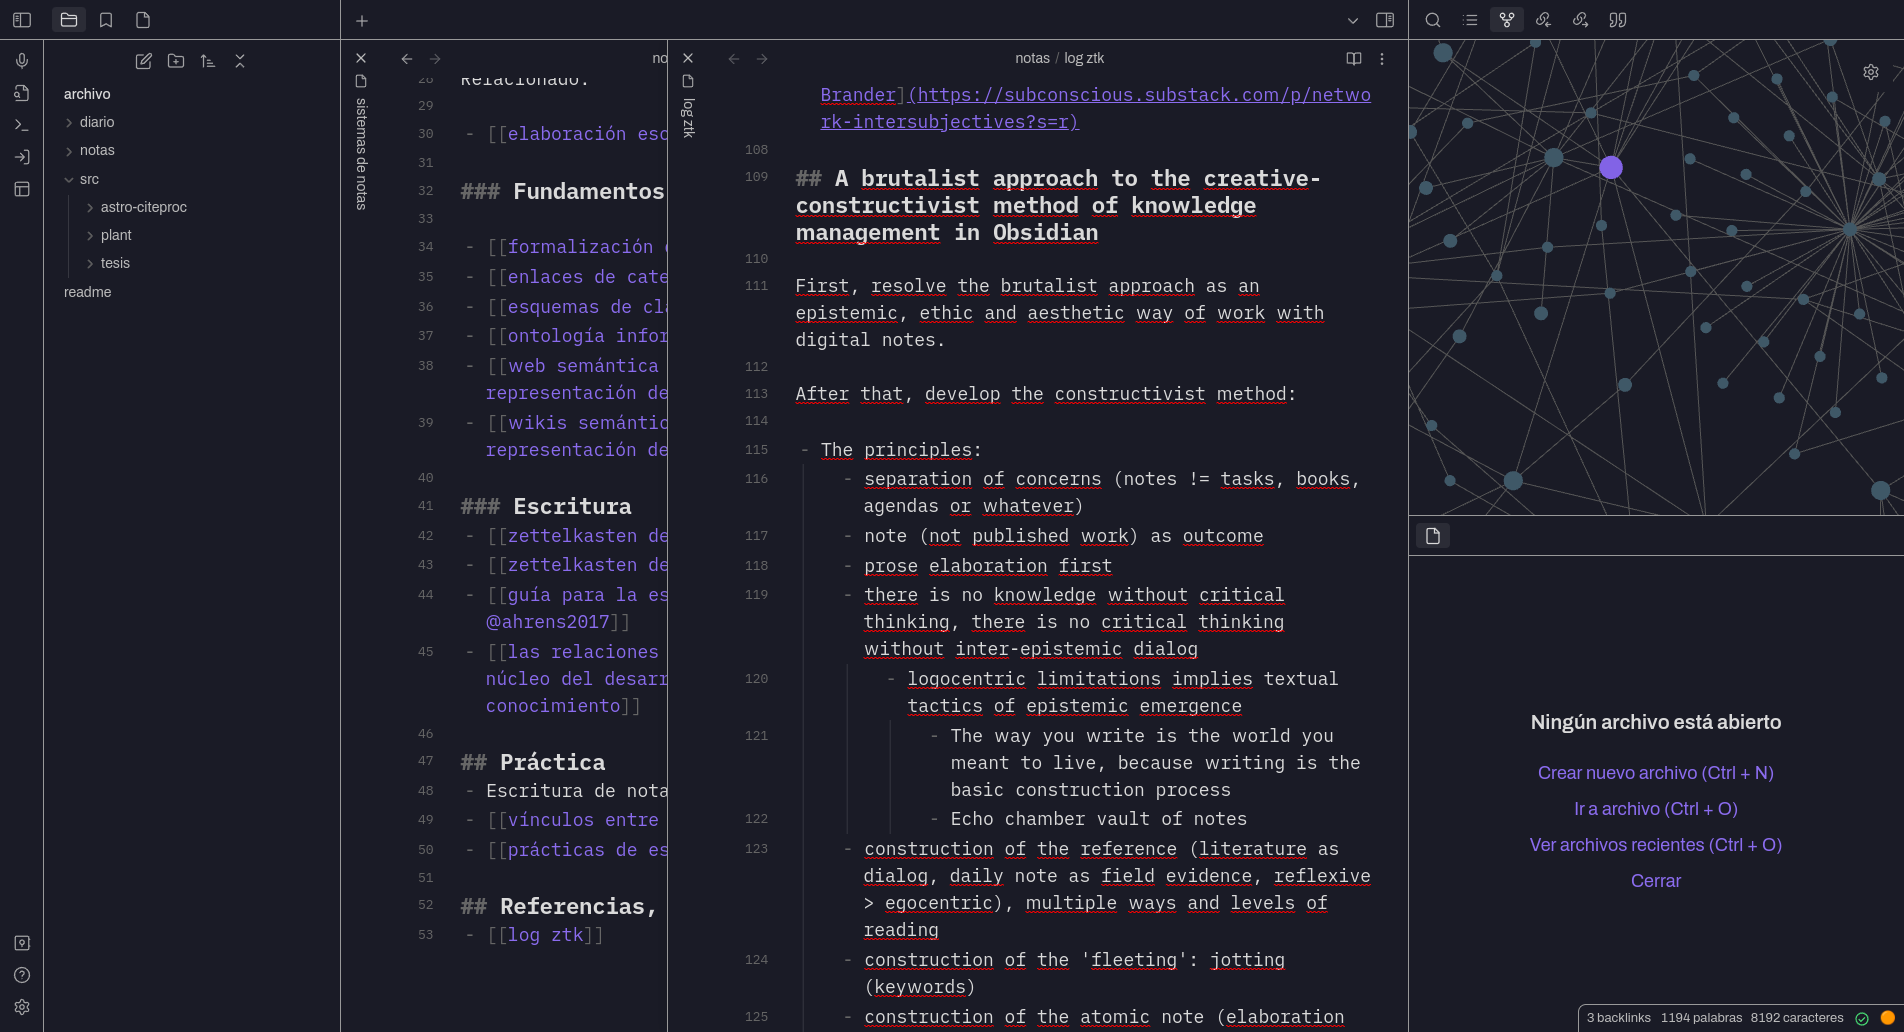 archivo
diario
notas
src
astro-citeproc
plant
tesis
readme
sistemas de notas
no
28 Relacionado:
29
30 - [[elaboración esc
31
32 ### Fundamentos
33
34 - [[formalización
35 - [[enlaces de cate
36 - [[esquemas de cla
37 - [[ontología infor
38 - [[web semántica
representación de
39 - [[wikis semántic
representación de
40
41 ### Escritura
42 - [[zettelkasten de
43 - [[zettelkasten de
44 - [[guía para la es
@ahrens2017]]
45 - [[las relaciones
núcleo del desarr
conocimiento]]
46
47 ## Práctica
48 - Escritura de nota
49 - [[vínculos entre
50 - [[prácticas de es
51
52 ## Referencias,
53 - [[log ztk]]
log ztk
notas / log ztk
Brander](https://subconscious.substack.com/p/netwo
rk-intersubjectives?s=r)
108
109 ## A brutalist approach to the creative-
constructivist method of knowledge
management in Obsidian
110
111 First, resolve the brutalist approach as an
epistemic, ethic and aesthetic way of work with
digital notes.
112
113 After that, develop the constructivist method:
114
115 - The principles:
116 - separation of concerns (notes != tasks, books,
agendas or whatever)
117 - note (not published work) as outcome
118 - prose elaboration first
119 - there is no knowledge without critical
thinking, there is no critical thinking
without inter-epistemic dialog
120 - logocentric limitations implies textual
tactics of epistemic emergence
121 - The way you write is the world you
meant to live, because writing is the
basic construction process
122 - Echo chamber vault of notes
123 - construction of the reference (literature as
dialog, daily note as field evidence, reflexive
> egocentric), multiple ways and levels of
reading
124 - construction of the 'fleeting': jotting
(keywords)
125 - construction of the atomic note (elaboration
Ningún archivo está abierto
Crear nuevo archivo (Ctrl + N)
Ir a archivo (Ctrl + O)
Ver archivos recientes (Ctrl + O)
Cerrar
3 backlinks 1194 palabras 8192 caracteres